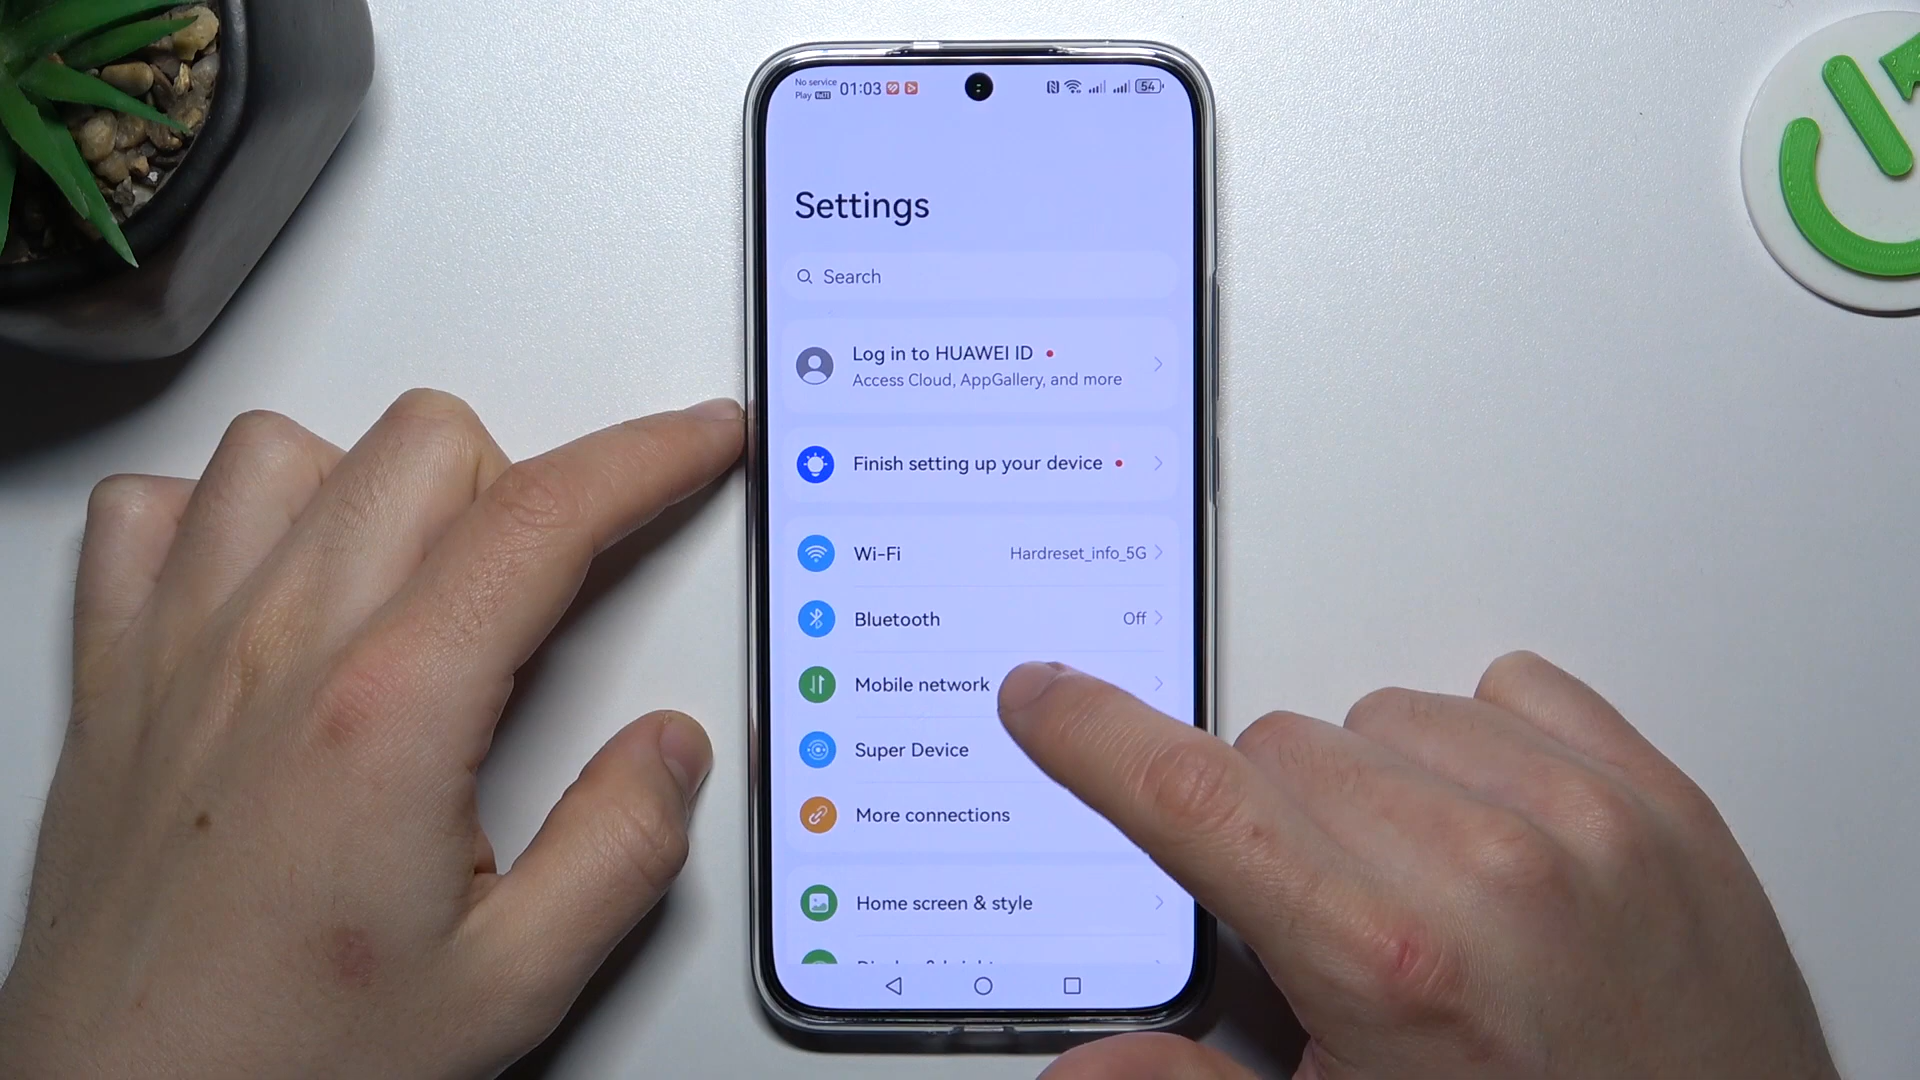 No service
Play
01:03
54
Settings
Search
Log in to HUAWEI ID
Access Cloud, AppGallery, and more
Finish setting up your device
Wi-Fi
Hardreset_info_5G
Bluetooth
Off
Mobile network
Super Device
More connections
Home screen & style